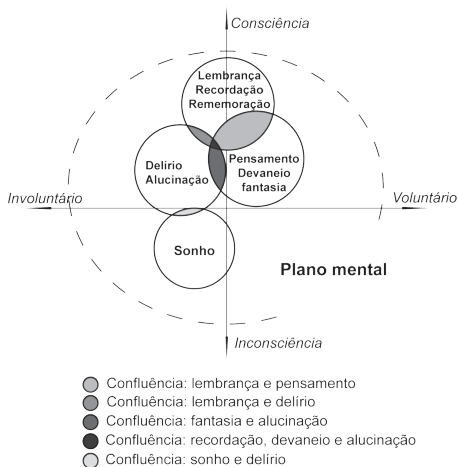 Consciência
Lembrança
Recordação
Rememoração
Delírio
Alucinação
Pensamento
Devaneio
fantasia
Involuntário
Voluntário
Sonho
Plano mental
Inconsciência
Confluência: lembrança e pensamento
Confluência: lembrança e delírio
Confluência: fantasia e alucinação
Confluência: recordação, devaneio e alucinação
Confluência: sonho e delírio